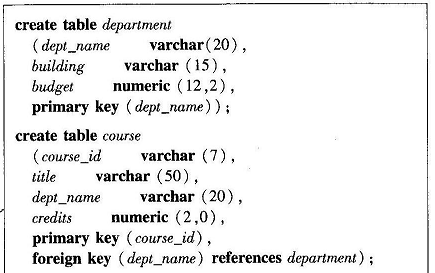 create table department
(dept_name varchar(20),
building varchar (15),
budget numeric (12,2),
primary key (dept_name));
create table course
(course_id varchar (7),
title varchar (50),
dept_name varchar (20),
credits numeric (2,0),
primary key (course_id),
foreign key (dept_name) references department);